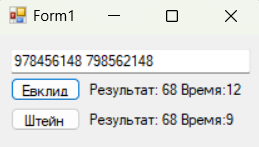 Form1
978456148 798562148
Евклид Результат: 68 Время:12
Штейн Результат: 68 Время:9